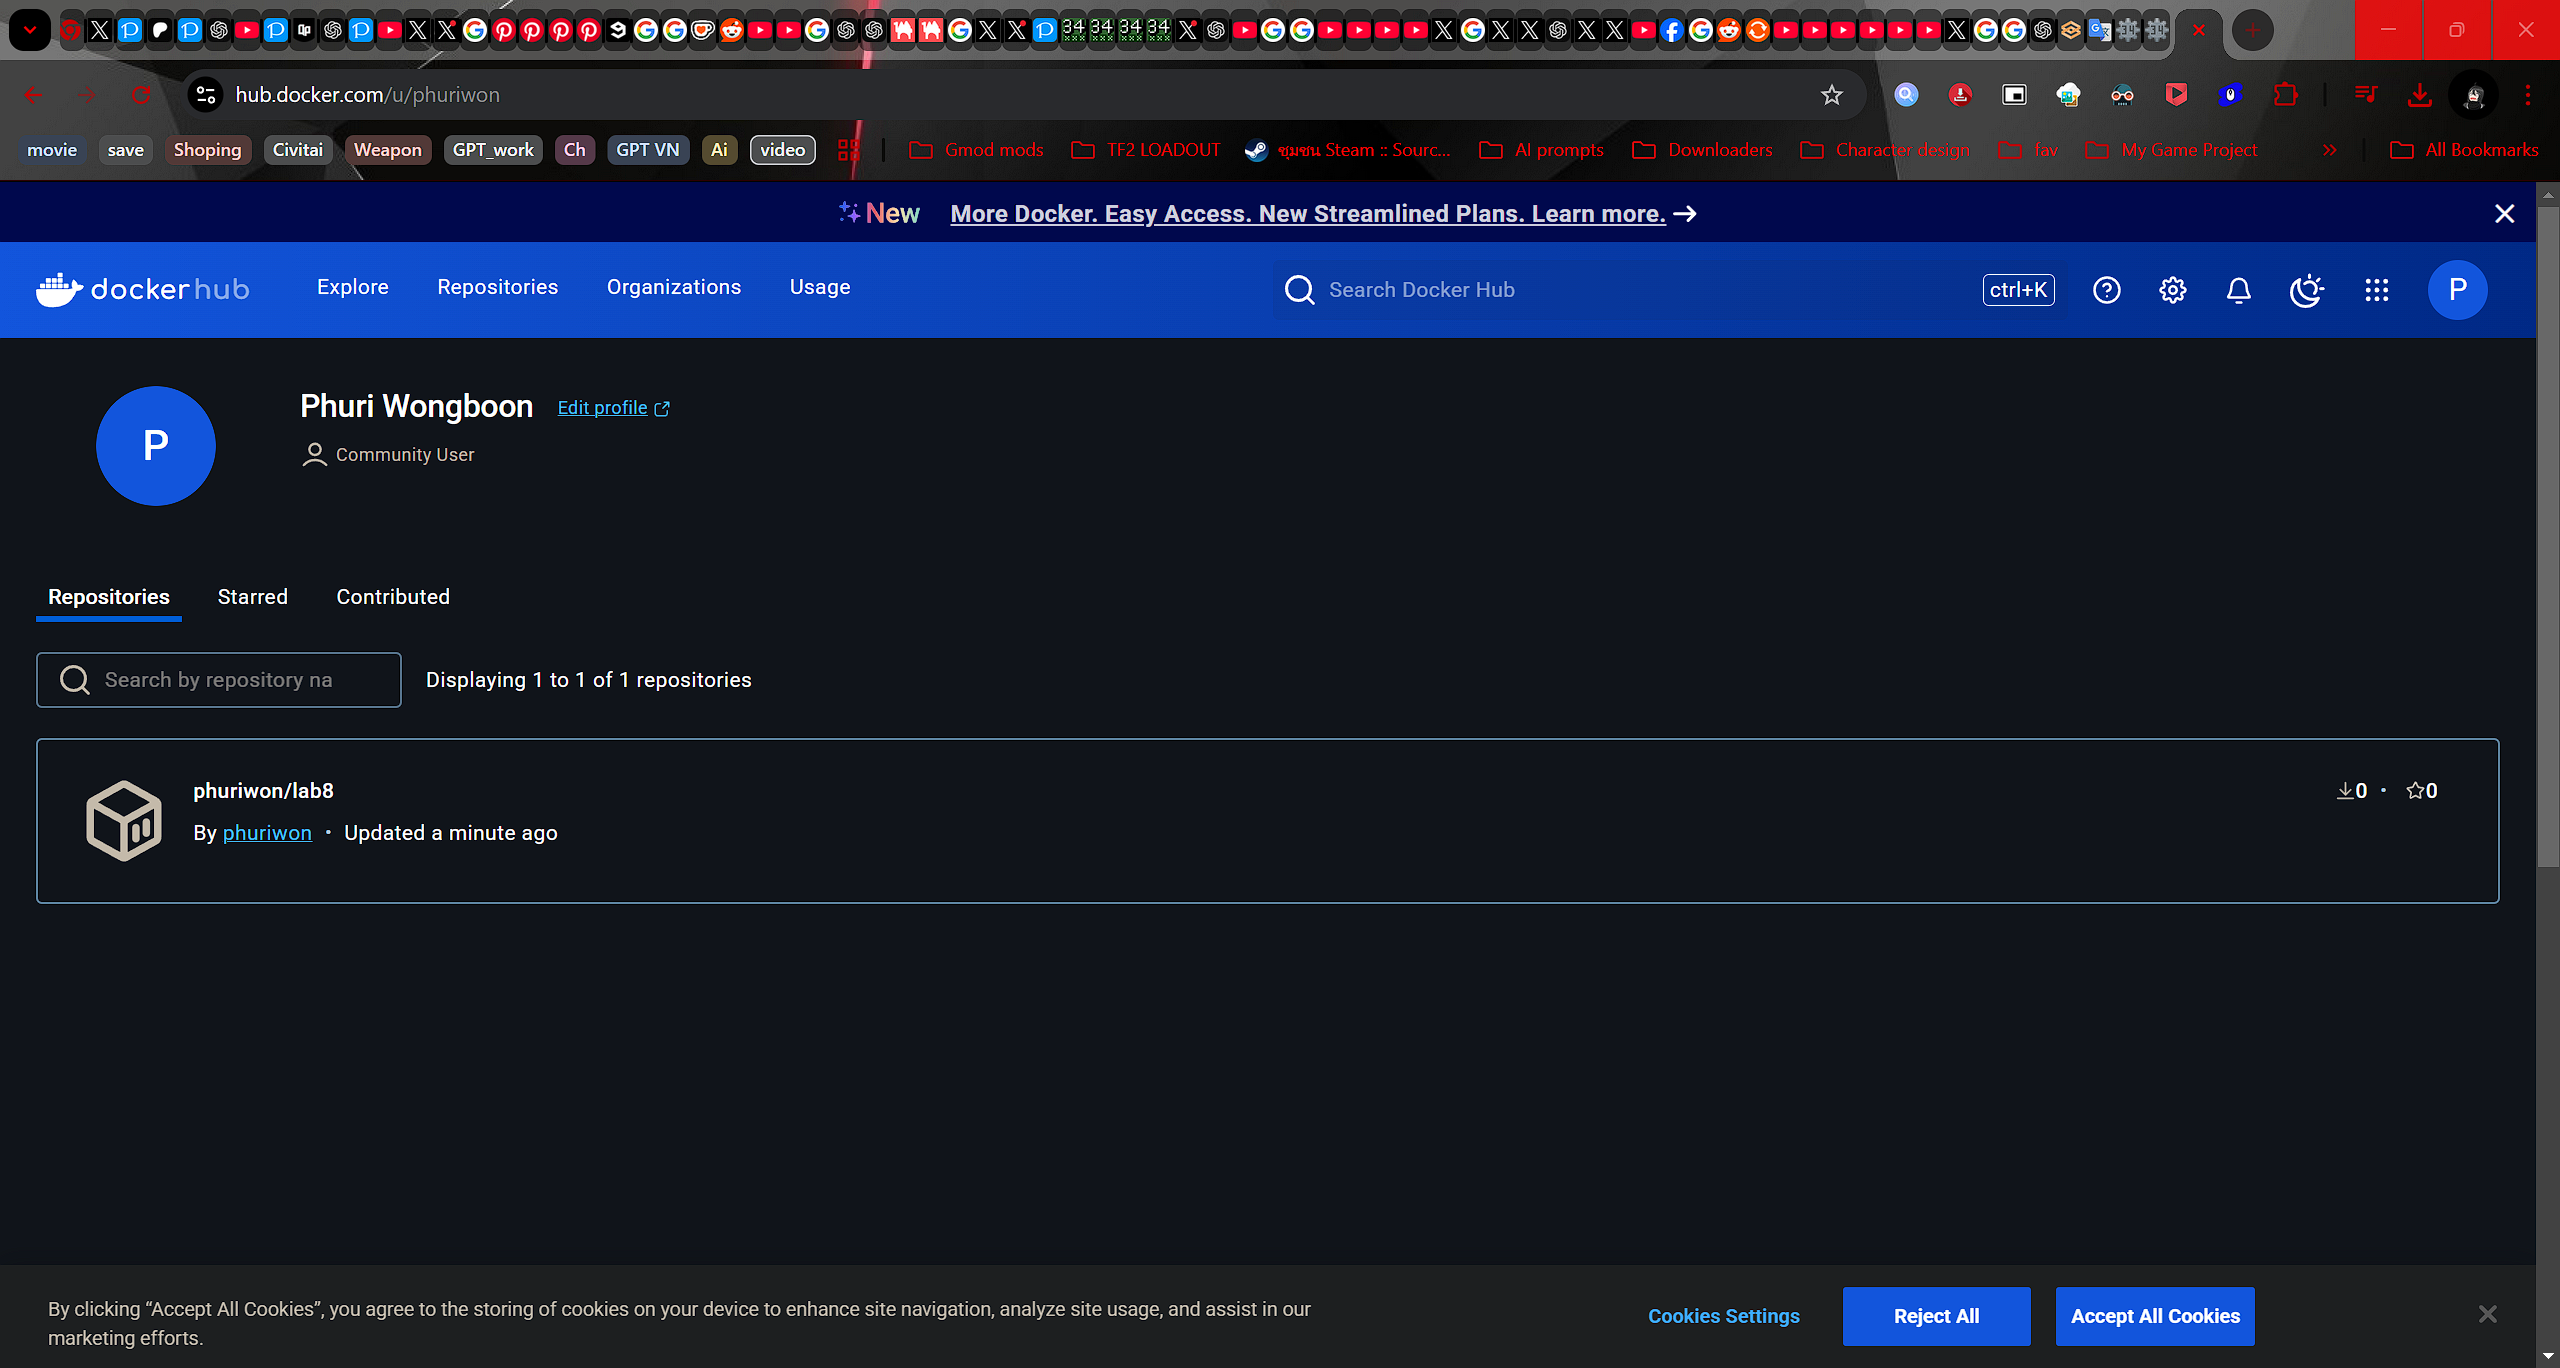 hub.docker.com/u/phuriwon
movie save Shoping Civitai Weapon GPT_work Ch GPT VN Ai video Gmod mods TF2 LOADOUT ชุมชน Steam :: Sourc... AI prompts Downloaders Character design fav My Game Project » All Bookmarks
New More Docker. Easy Access. New Streamlined Plans. Learn more. →
docker hub Explore Repositories Organizations Usage Search Docker Hub ctrl+K P
P
Phuri Wongboon Edit profile
Community User
Repositories Starred Contributed
Search by repository na Displaying 1 to 1 of 1 repositories
phuriwon/lab8 0 • 0
By phuriwon • Updated a minute ago
By clicking “Accept All Cookies”, you agree to the storing of cookies on your device to enhance site navigation, analyze site usage, and assist in our
marketing efforts.
Cookies Settings Reject All Accept All Cookies